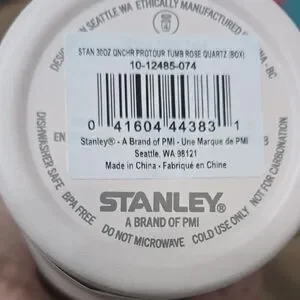 SEATTLE WA ETHICALLY MANUFACTURED
STAN 30OZ QNCHR PROTOUR TUMB ROSE QUARTZ (BOX)
10-12485-074
0 41604 44383 1
Stanley® - A Brand of PMI - Une Marque de PMI
Seattle, WA 98121
Made in China - Fabriqué en Chine
DISHWASHER SAFE BPA FREE
DO NOT MICROWAVE COLD USE ONLY
NOT FOR CARBONATION
STANLEY®
A BRAND OF PMI